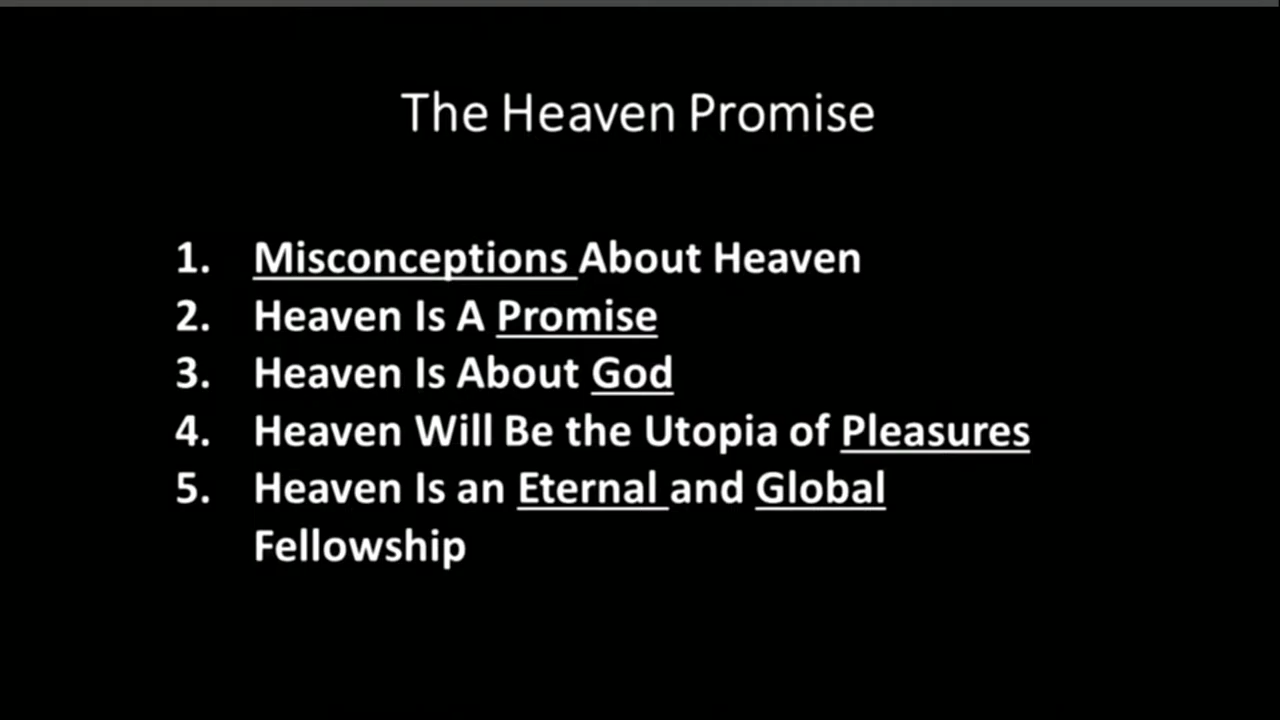 The Heaven Promise
1. Misconceptions About Heaven
2. Heaven Is A Promise
3. Heaven Is About God
4. Heaven Will Be the Utopia of Pleasures
5. Heaven Is an Eternal and Global
Fellowship